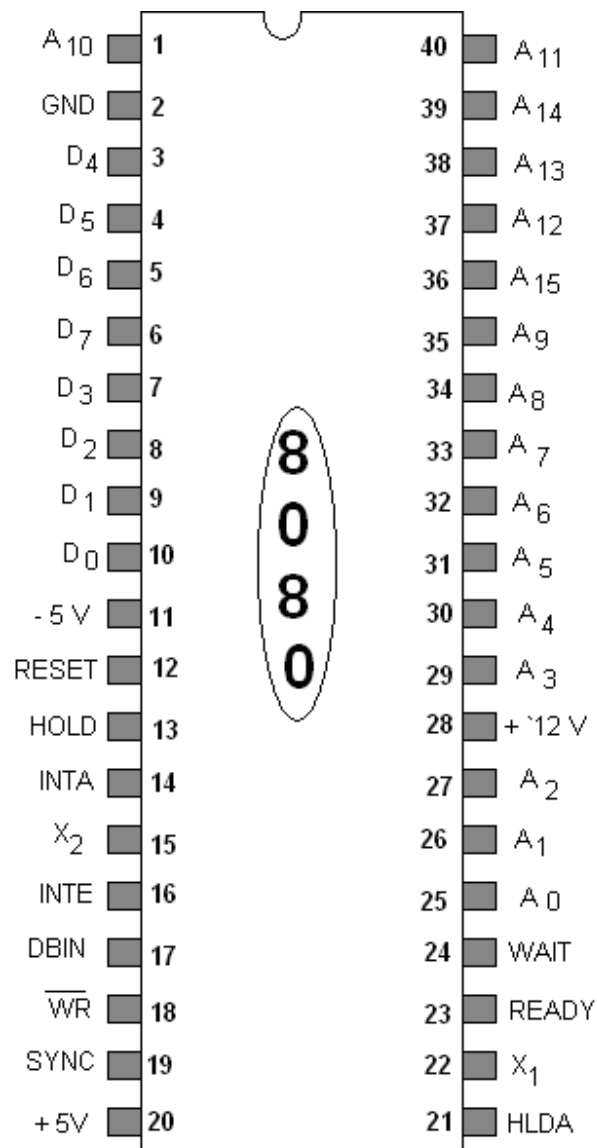 A10 1 40 A11
GND 2 39 A14
D4 3 38 A13
D5 4 37 A12
D6 5 36 A15
D7 6 35 A9
D3 7 34 A8
D2 8 33 A7
D1 9 32 A6
D0 10 31 A5
- 5 V 11 30 A4
RESET 12 29 A3
HOLD 13 28 + `12 V
INTA 14 27 A2
X2 15 26 A1
INTE 16 25 A0
DBIN 17 24 WAIT
W̅R̅ 18 23 READY
SYNC 19 22 X1
+ 5V 20 21 HLDA
8
0
8
0